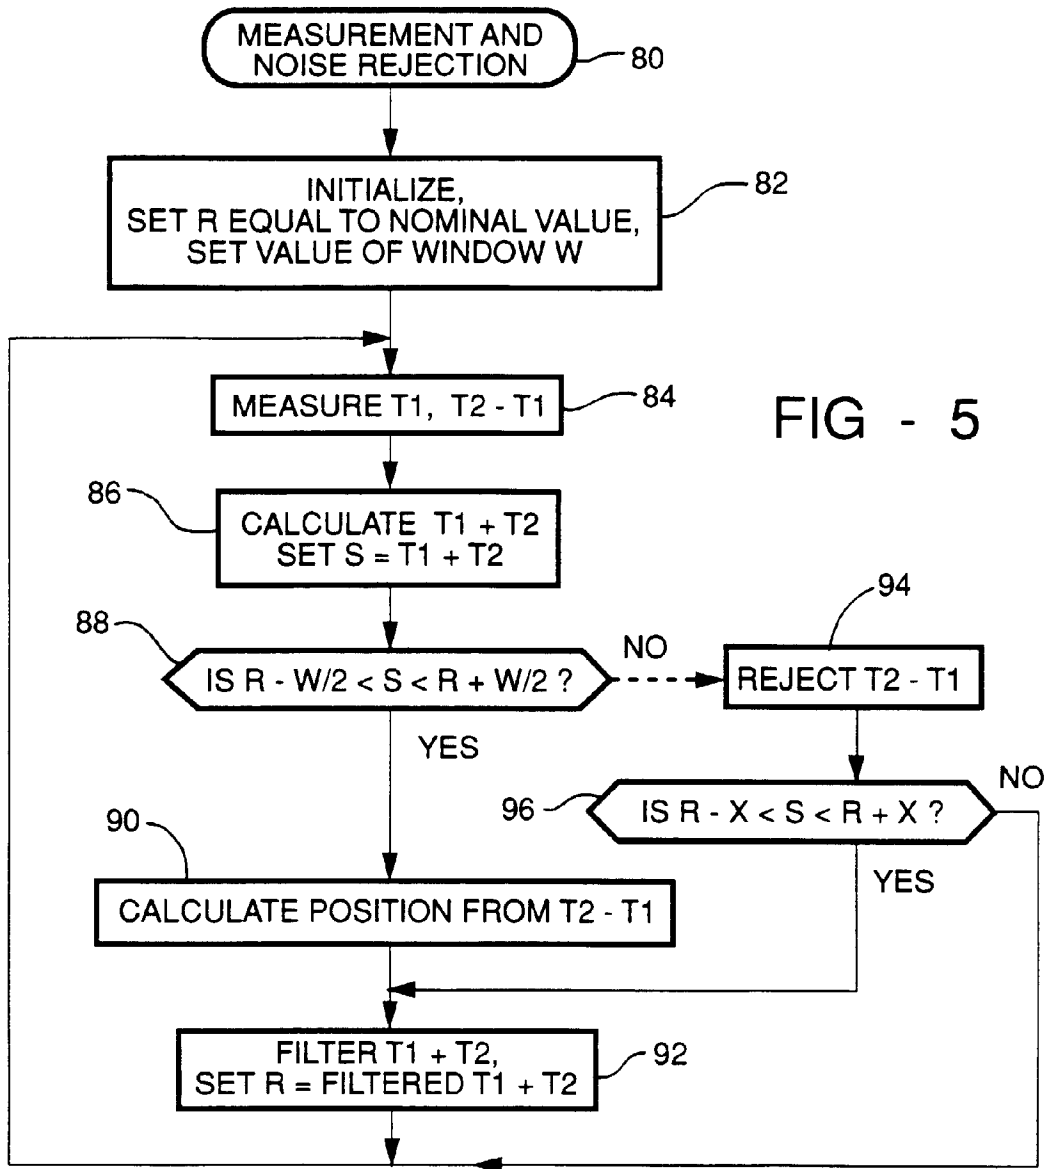 MEASUREMENT AND
NOISE REJECTION
80
INITIALIZE,
SET R EQUAL TO NOMINAL VALUE,
SET VALUE OF WINDOW W
82
MEASURE T1, T2 - T1
84
FIG - 5
86
CALCULATE T1 + T2
SET S = T1 + T2
88
IS R - W/2 < S < R + W/2 ?
NO
94
REJECT T2 - T1
YES
96
IS R - X < S < R + X ?
NO
YES
90
CALCULATE POSITION FROM T2 - T1
FILTER T1 + T2,
SET R = FILTERED T1 + T2
92